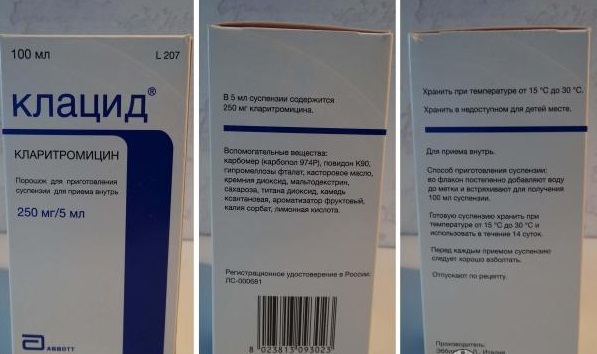 100 мл
L 207
клацид®
КЛАРИТРОМИЦИН
Порошок для приготовления
суспензии для приема внутрь
250 мг/5 мл
ABBOTT
В 5 мл суспензии содержится
250 мг кларитромицина.
Вспомогательные вещества:
карбомер (карбопол 974Р), повидон К90,
гипромеллозы фталат, касторовое масло,
кремния диоксид, мальтодекстрин,
сахароза, титана диоксид, камедь
ксантановая, ароматизатор фруктовый,
калия сорбат, лимонная кислота.
Регистрационное удостоверение в России:
ЛС-000681
8 023813 093023
Хранить при температуре от 15 °С до 30 °С.
Хранить в недоступном для детей месте.
Для приема внутрь.
Способ приготовления суспензии:
во флакон постепенно добавляют воду
до метки и встряхивают для получения
100 мл суспензии.
Готовую суспензию хранить при
температуре от 15 °С до 30 °С и
использовать в течение 14 суток.
Перед каждым приемом суспензию
следует хорошо взболтать.
Отпускают по рецепту.
Производитель:
Италия